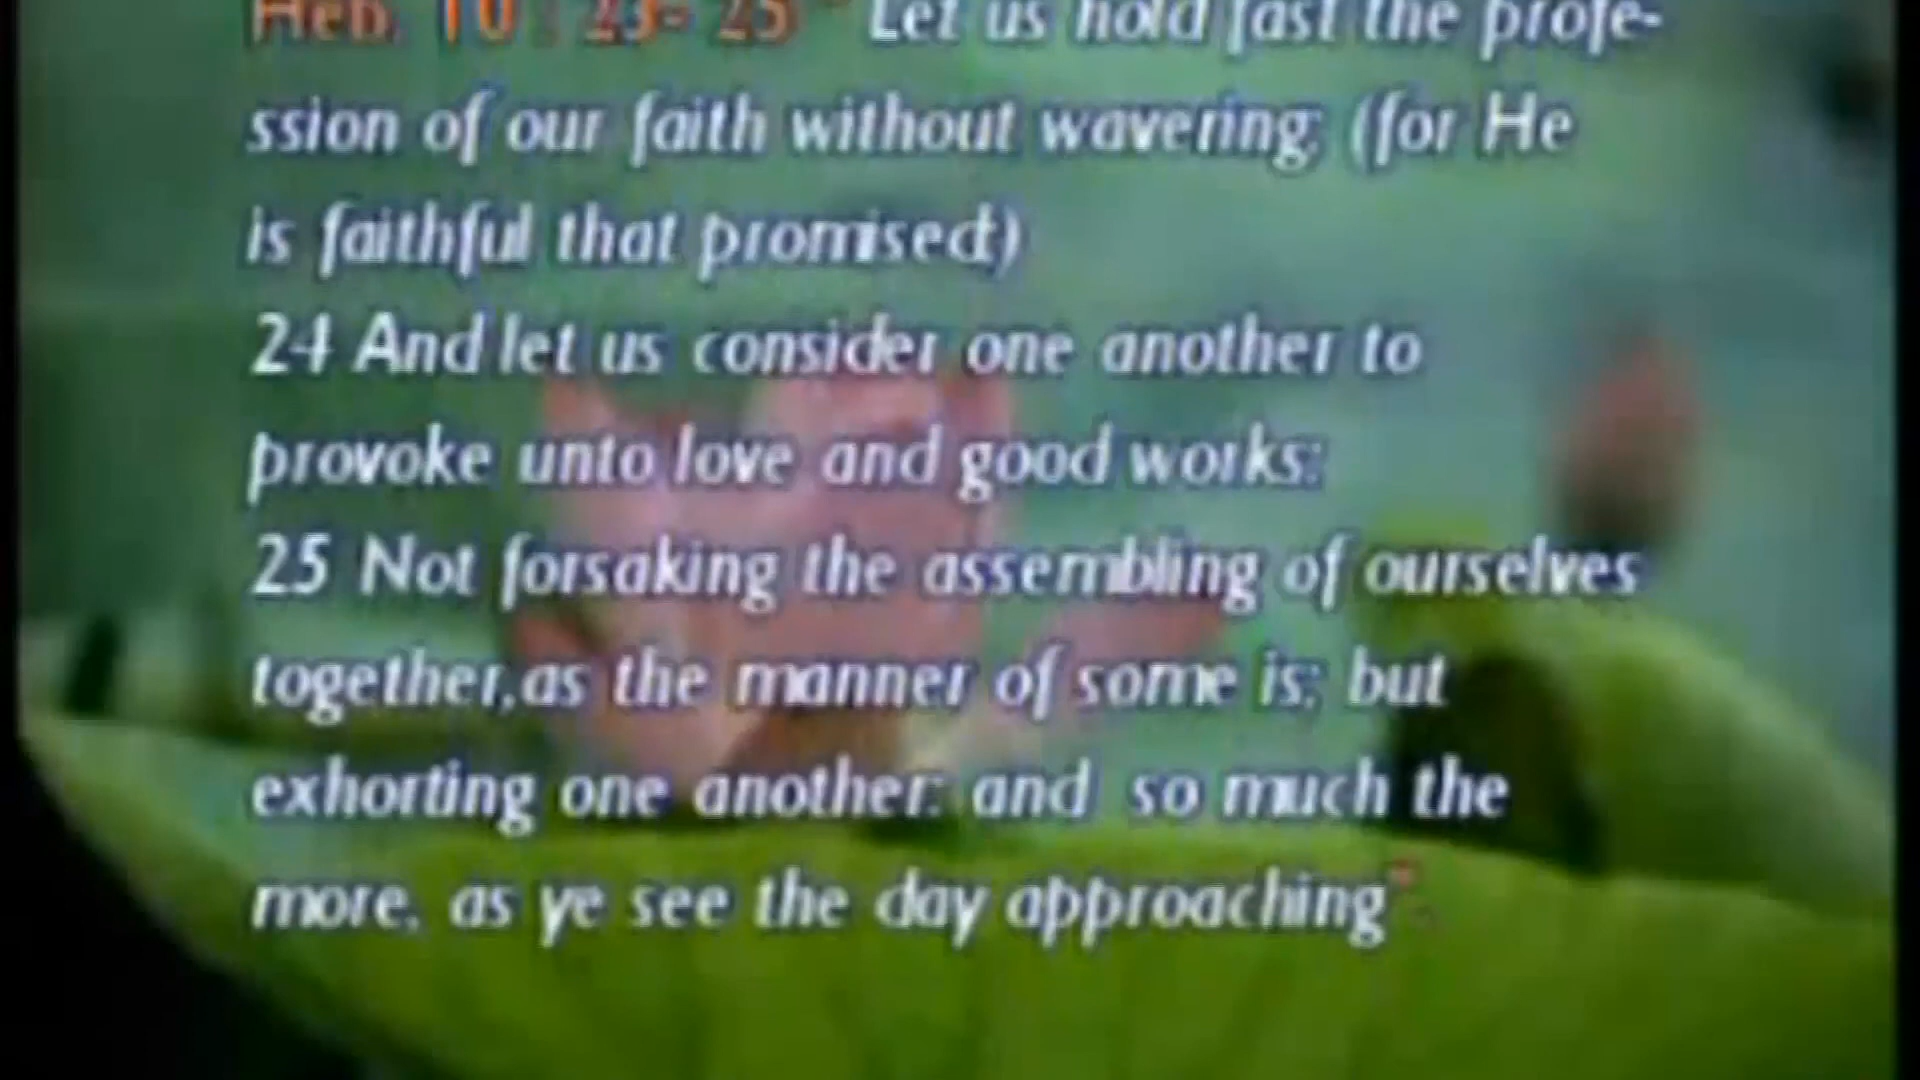 Heb. 10 : 23- 25 " Let us hold fast the profe-
ssion of our faith without wavering; (for He
is faithful that promised;)
24 And let us consider one another to
provoke unto love and good works:
25 Not forsaking the assembling of ourselves
together,as the manner of some is; but
exhorting one another: and so much the
more, as ye see the day approaching".